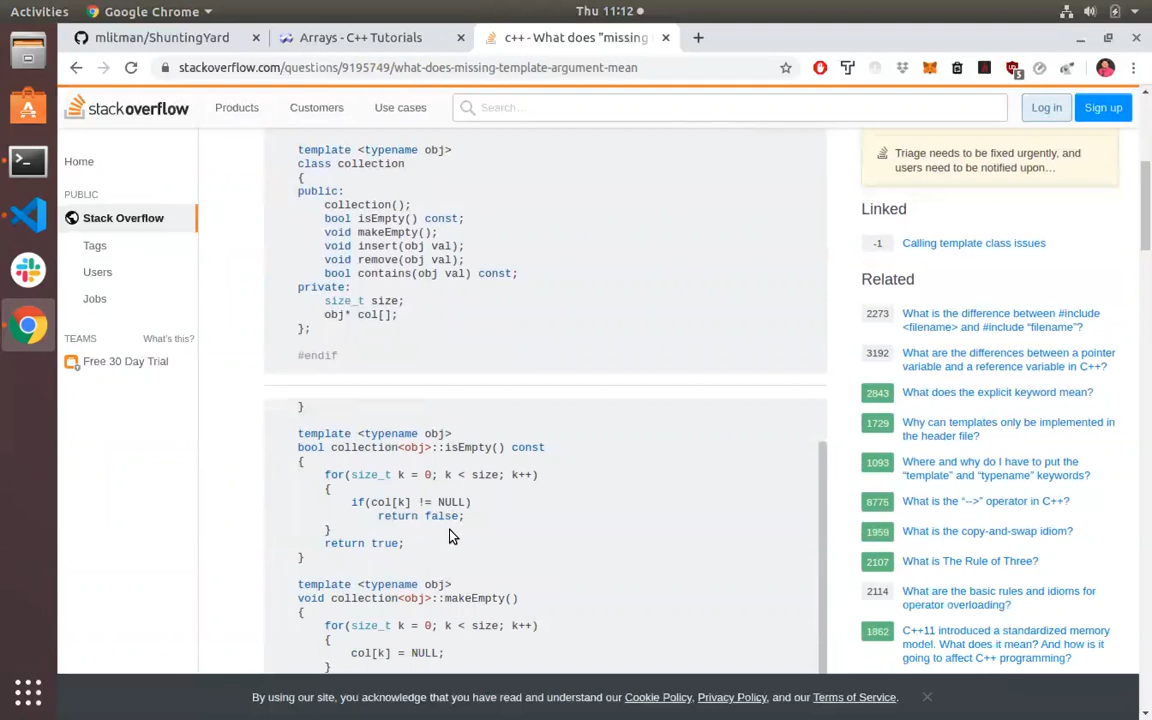 Activities
Google Chrome
Thu 11:12
mlitman/ShuntingYard
Arrays - C++ Tutorials
c++ - What does "missing
stackoverflow.com/questions/9195749/what-does-missing-template-argument-mean
5
stackoverflow
Products
Customers
Use cases
Search...
Log in
Sign up
Home
PUBLIC
Stack Overflow
Tags
Users
Jobs
TEAMS
What's this?
Free 30 Day Trial
template <typename obj>
class collection
{
public:
collection();
bool isEmpty() const;
void makeEmpty();
void insert(obj val);
void remove(obj val);
bool contains(obj val) const;
private:
size_t size;
obj* col[];
};
#endif
}
template <typename obj>
bool collection<obj>::isEmpty() const
{
for(size_t k = 0; k < size; k++)
{
if(col[k] != NULL)
return false;
}
return true;
}
template <typename obj>
void collection<obj>::makeEmpty()
{
for(size_t k = 0; k < size; k++)
{
col[k] = NULL;
}
Triage needs to be fixed urgently, and
users need to be notified upon…
Linked
-1 Calling template class issues
Related
2273 What is the difference between #include
<filename> and #include “filename”?
3192 What are the differences between a pointer
variable and a reference variable in C++?
2843 What does the explicit keyword mean?
1729 Why can templates only be implemented in
the header file?
1093 Where and why do I have to put the
“template” and “typename” keywords?
8775 What is the “-->” operator in C++?
1959 What is the copy-and-swap idiom?
2107 What is The Rule of Three?
2114 What are the basic rules and idioms for
operator overloading?
1862 C++11 introduced a standardized memory
model. What does it mean? And how is it
going to affect C++ programming?
By using our site, you acknowledge that you have read and understand our Cookie Policy, Privacy Policy, and our Terms of Service.